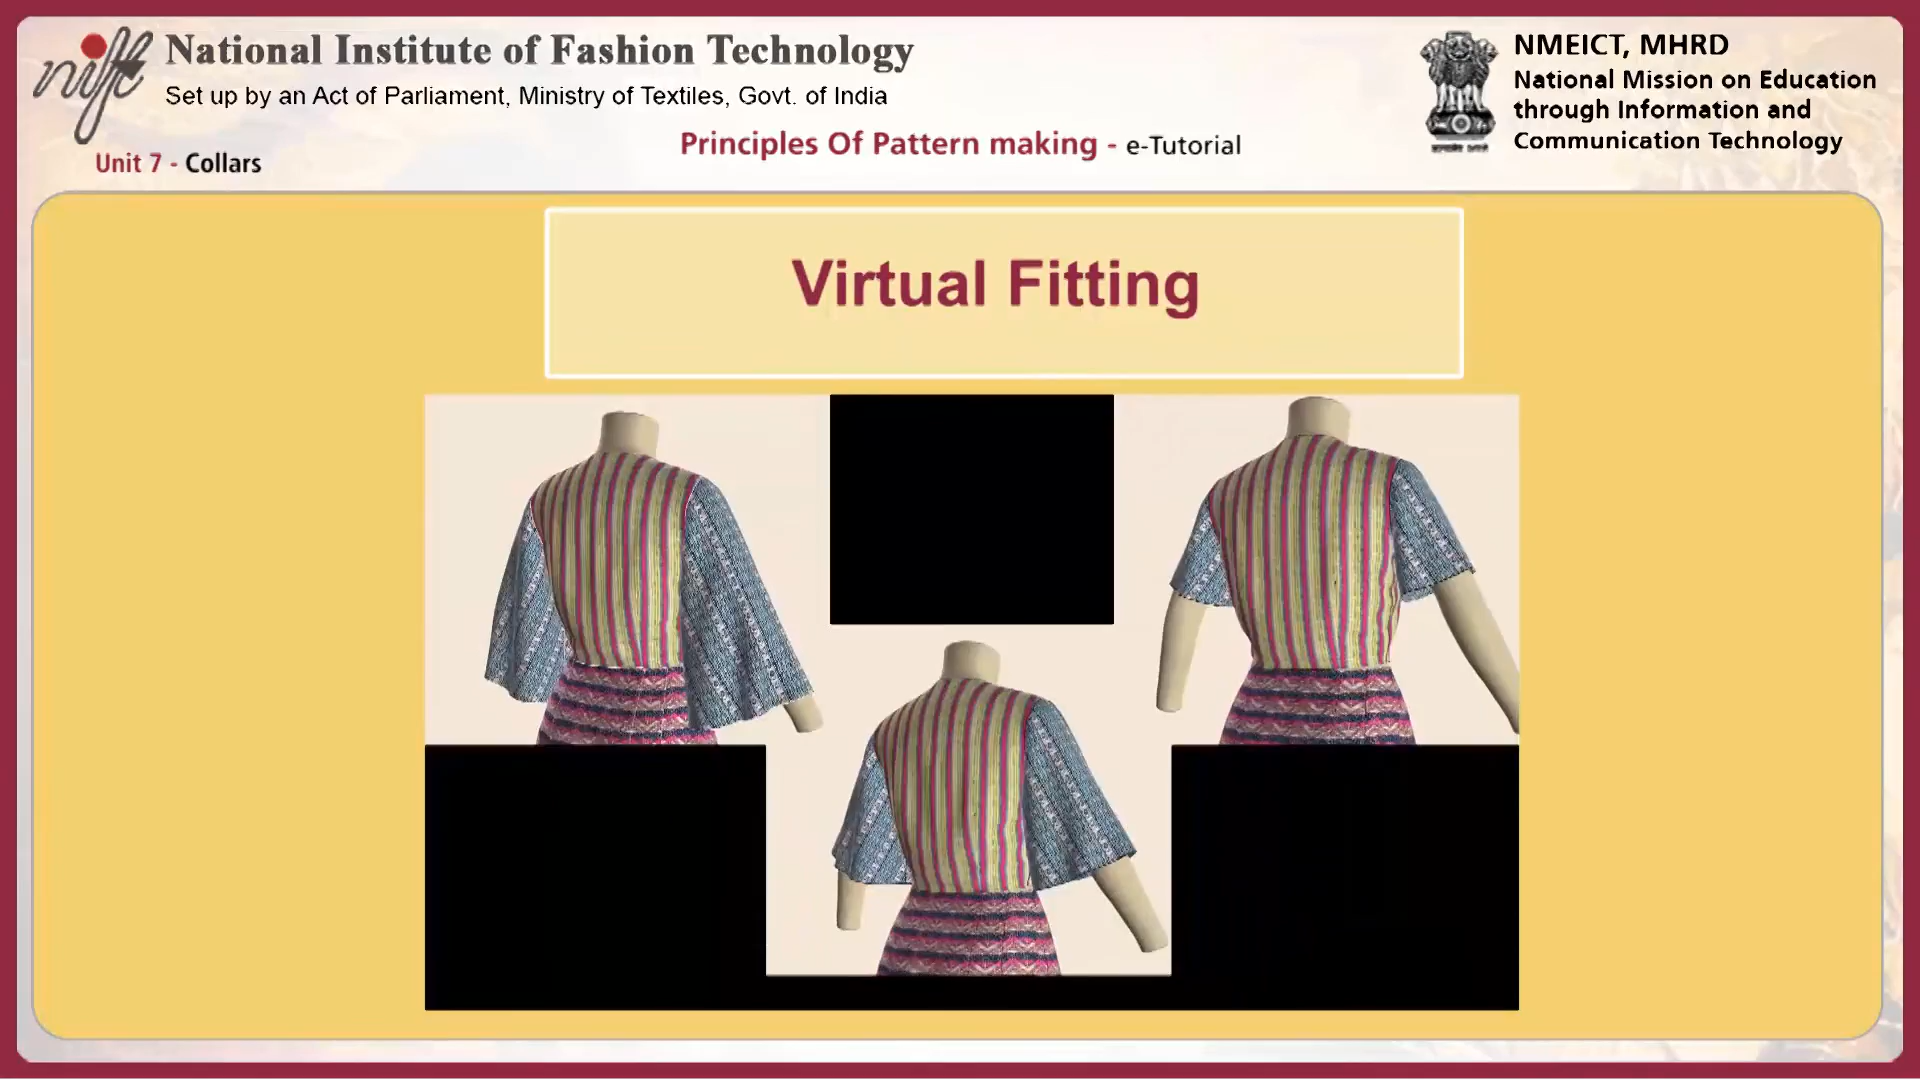 nift
National Institute of Fashion Technology
Set up by an Act of Parliament, Ministry of Textiles, Govt. of India
NMEICT, MHRD
National Mission on Education
through Information and
Communication Technology
Principles Of Pattern making - e-Tutorial
Unit 7 - Collars
Virtual Fitting